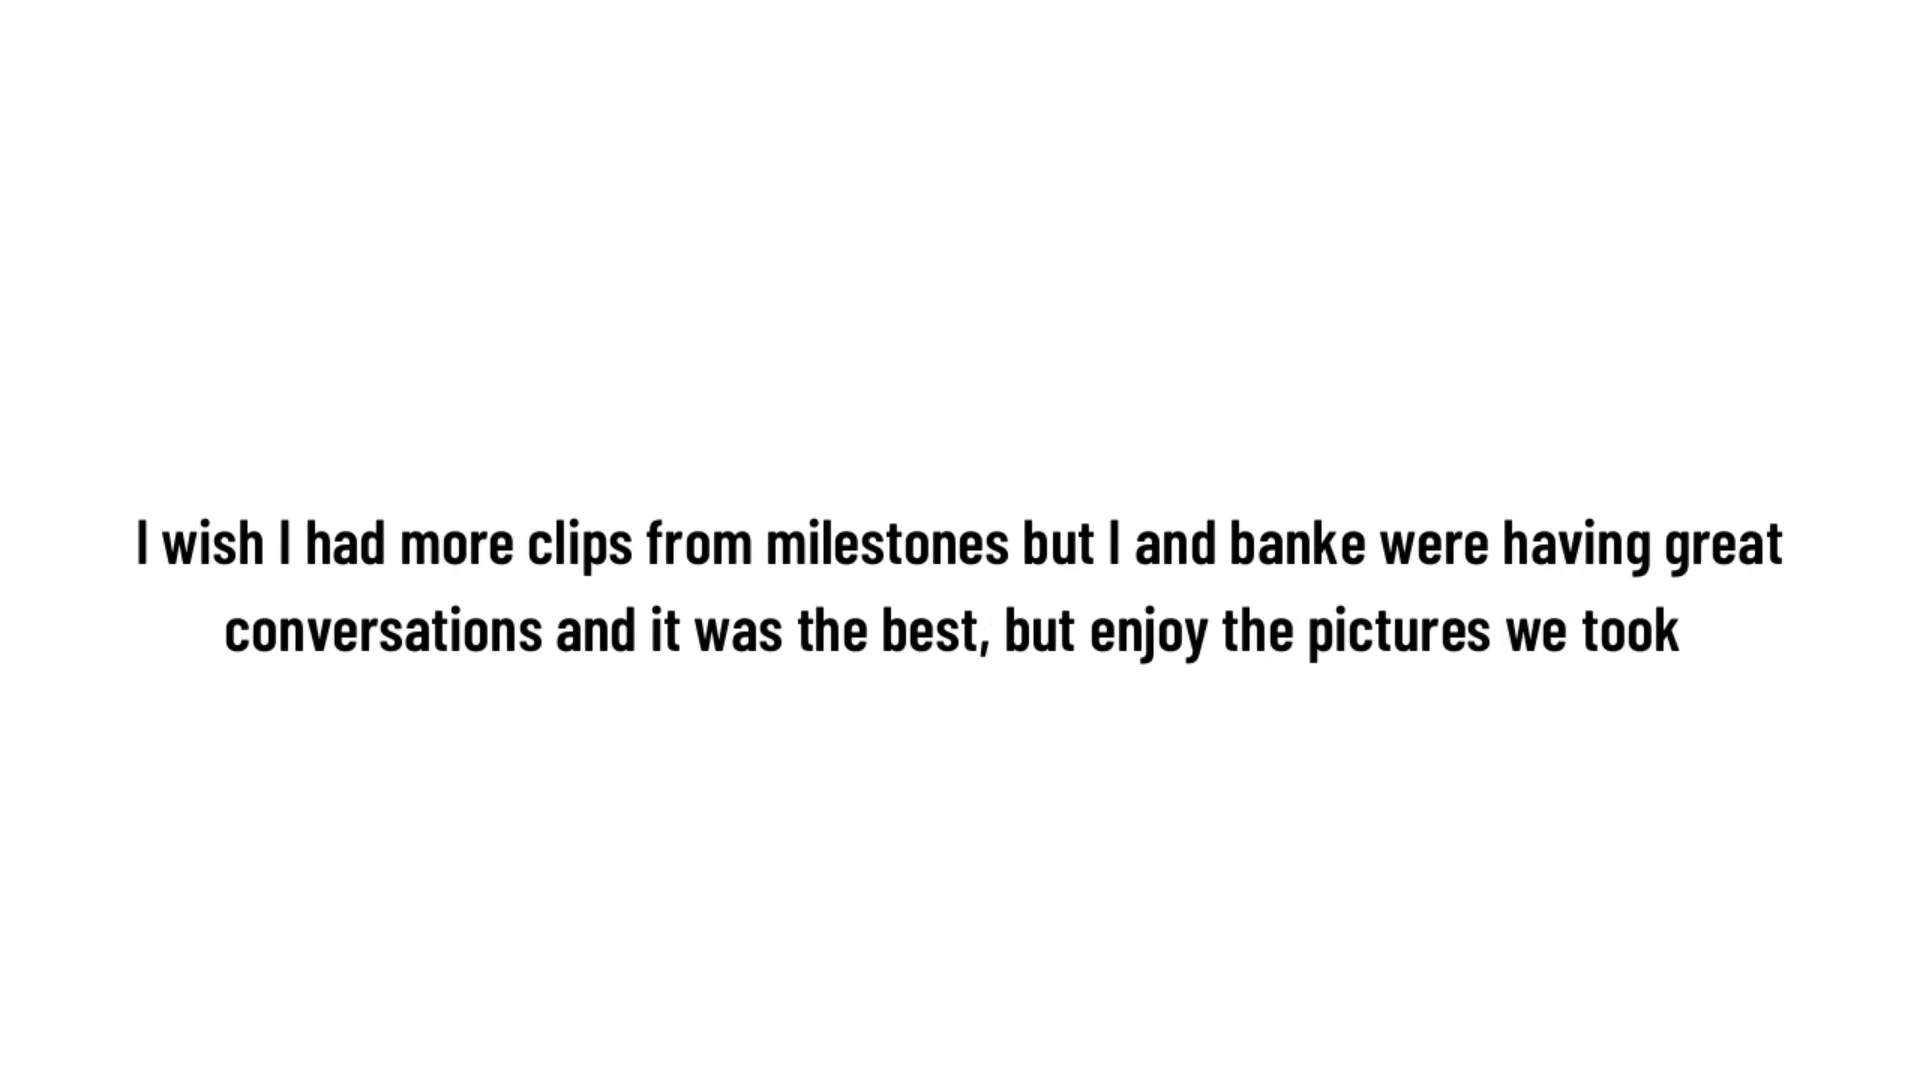 I wish I had more clips from milestones but I and banke were having great
conversations and it was the best, but enjoy the pictures we took